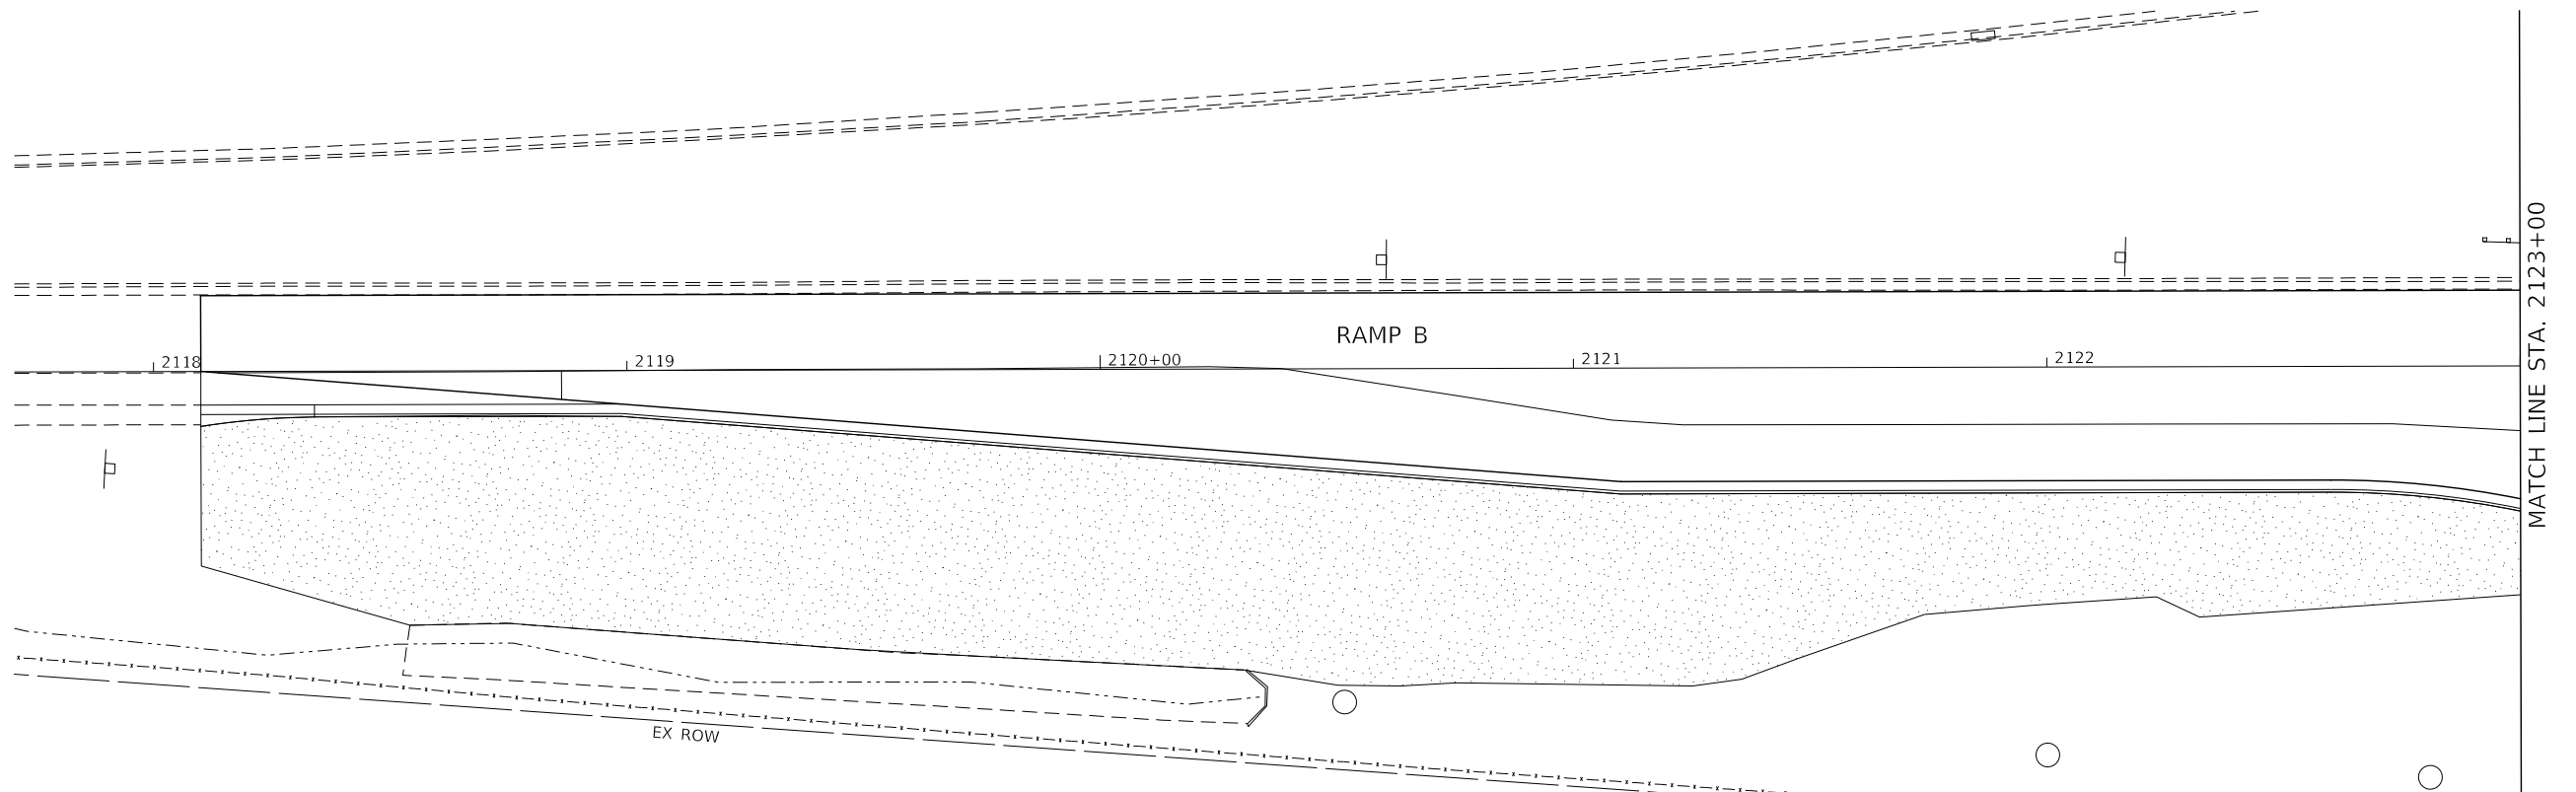 RAMP B
2118
2119
2120+00
2121
2122
MATCH LINE STA. 2123+00
EX ROW